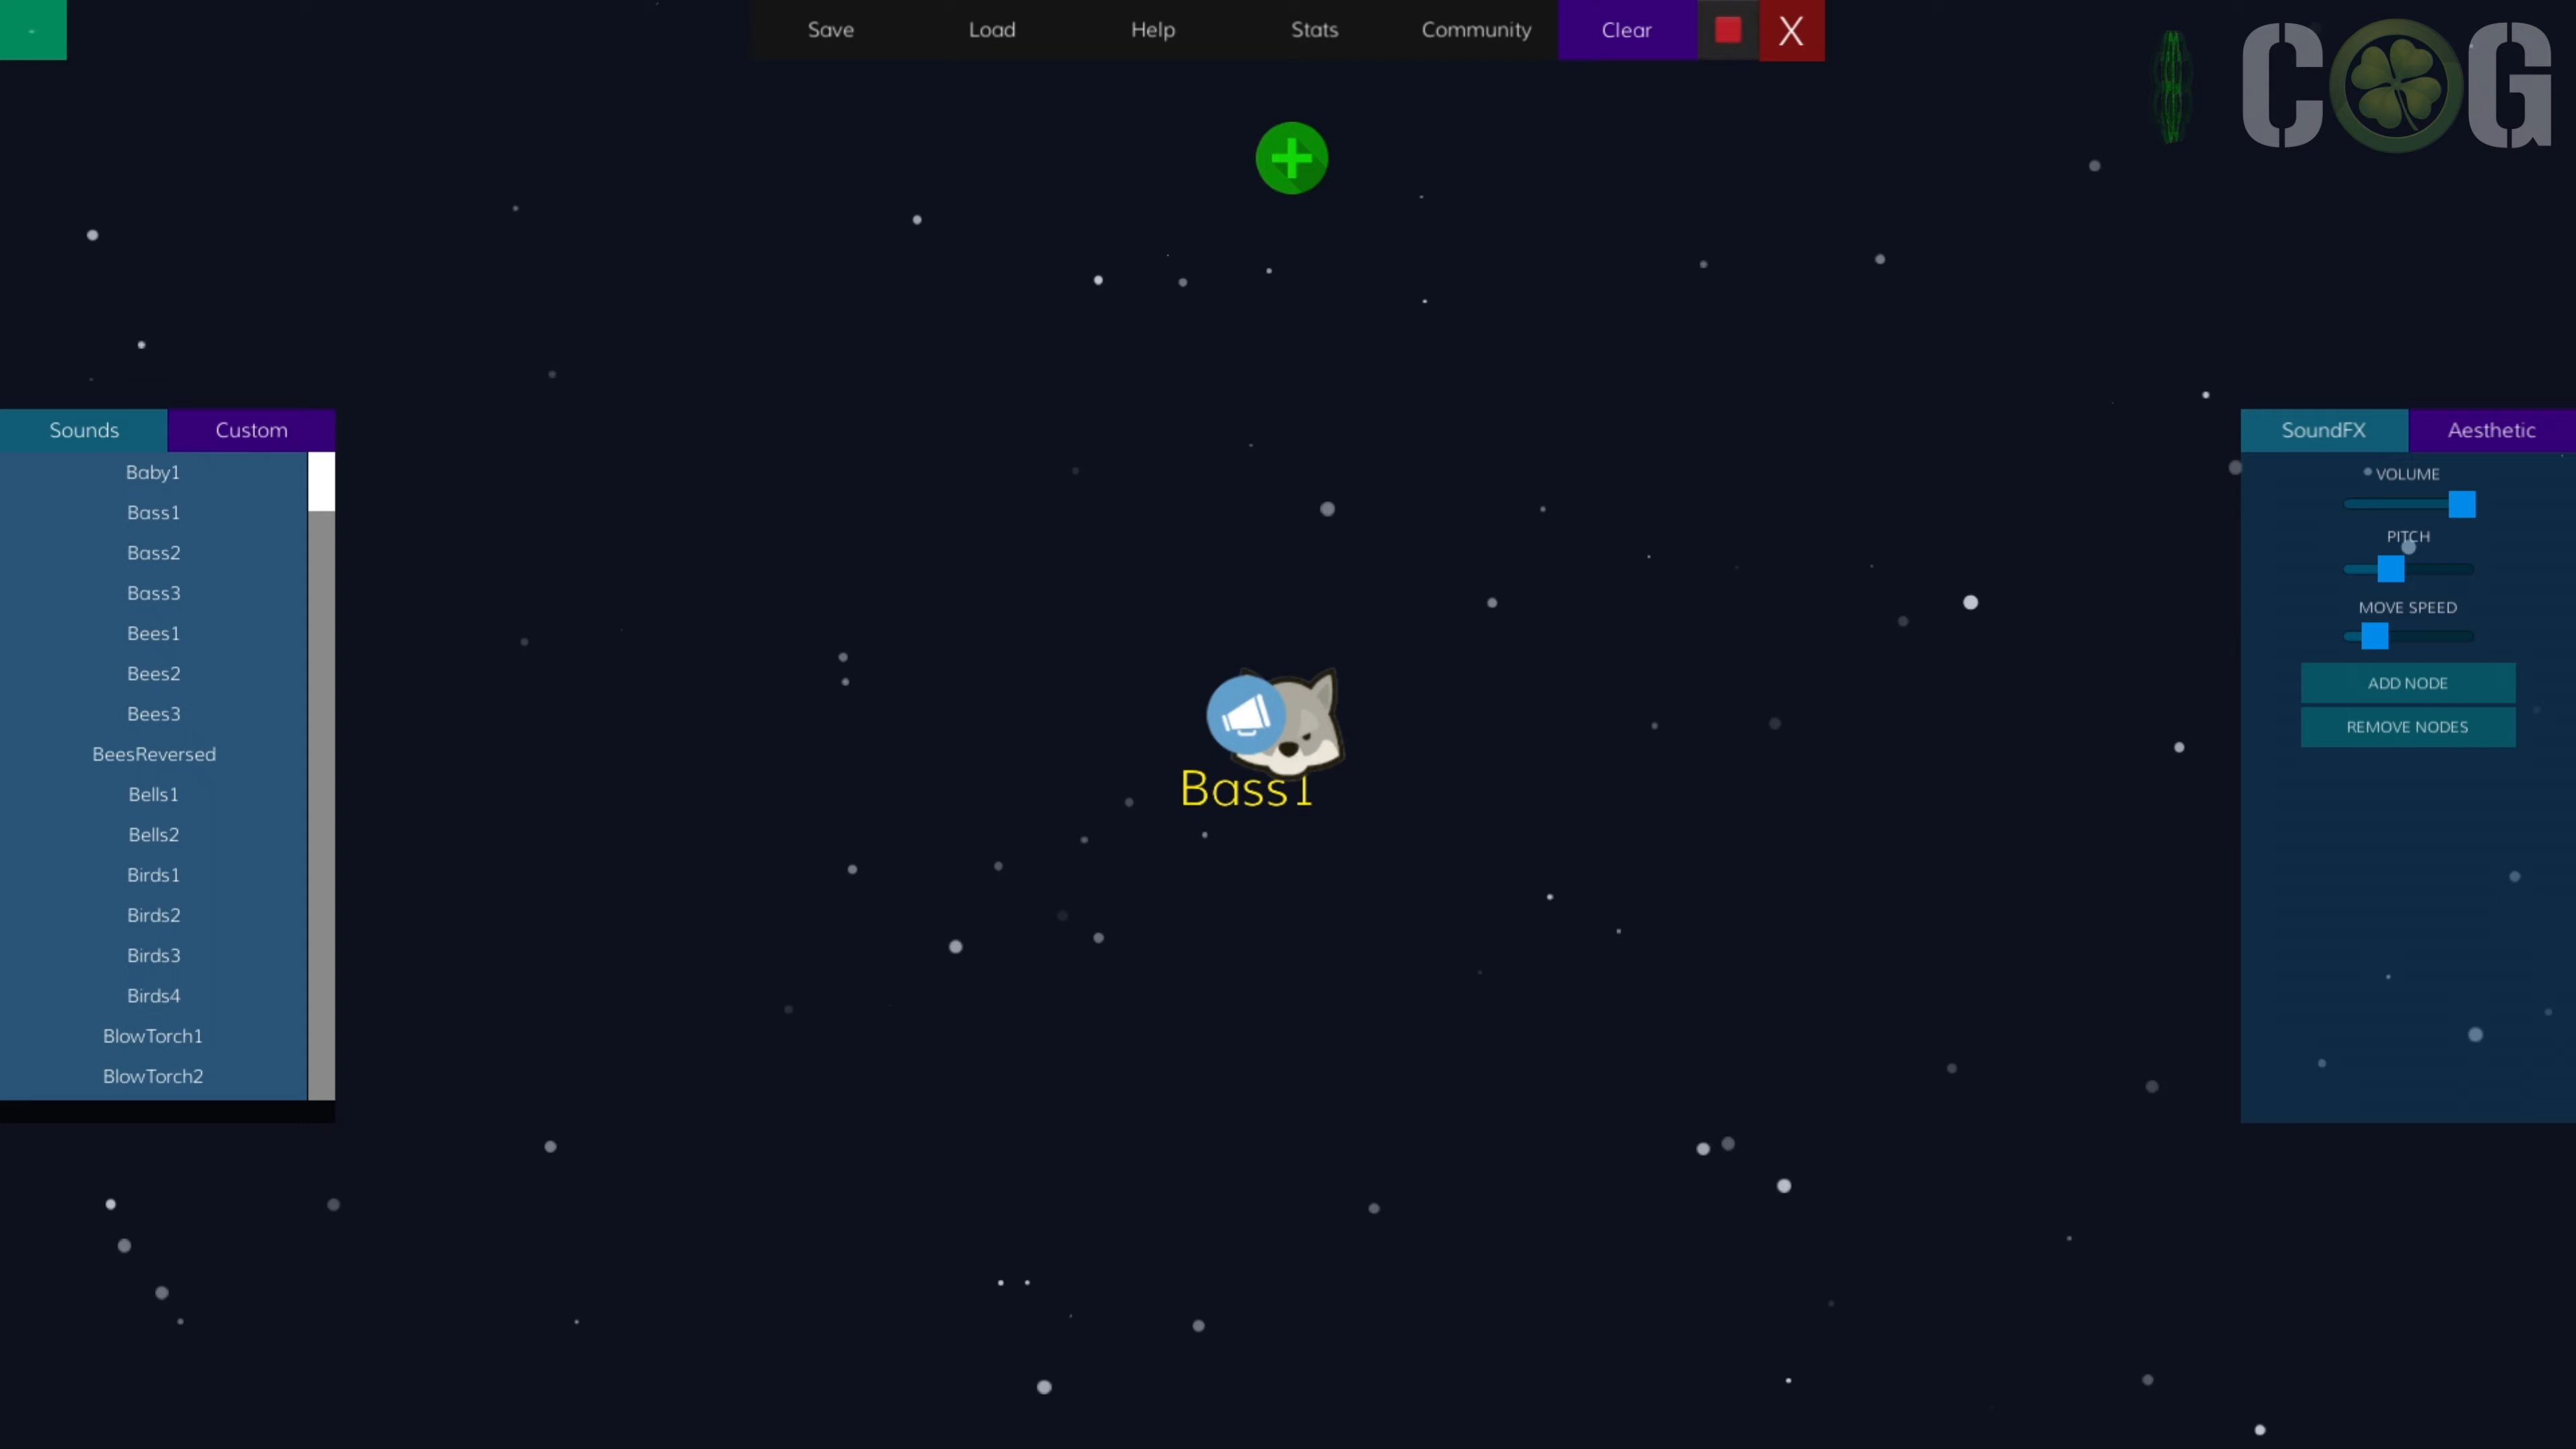 -
Save
Load
Help
Stats
Community
Clear
X
COG
Sounds
Custom
Baby1
Bass1
Bass2
Bass3
Bees1
Bees2
Bees3
BeesReversed
Bells1
Bells2
Birds1
Birds2
Birds3
Birds4
BlowTorch1
BlowTorch2
Bass1
SoundFX
Aesthetic
VOLUME
PITCH
MOVE SPEED
ADD NODE
REMOVE NODES